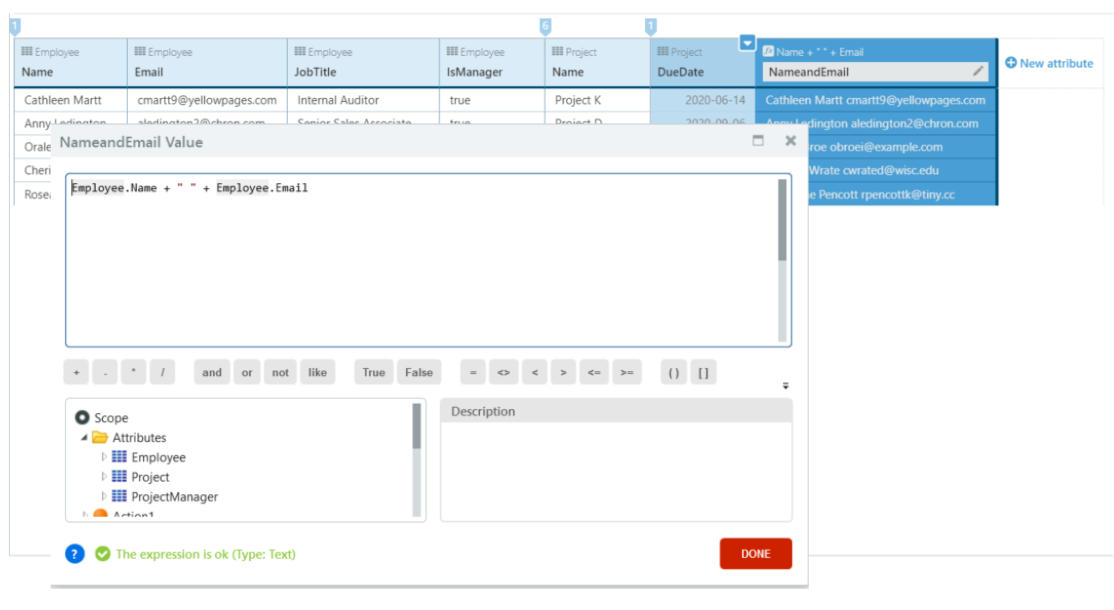 1 6 1
Employee Employee Employee Employee Project Project Name + " " + Email
Name Email JobTitle IsManager Name DueDate NameandEmail New attribute
Cathleen Martt cmartt9@yellowpages.com Internal Auditor true Project K 2020-06-14 Cathleen Martt cmartt9@yellowpages.com
Anny Ledington aledington2@chron.com Senior Sales Associate true Project D 2020-09-06 Anny Ledington aledington2@chron.com
Orale roe obroei@example.com
Cheri Wrate cwrated@wisc.edu
Rosea e Pencott rpencottk@tiny.cc
NameandEmail Value
Employee.Name + " " + Employee.Email
+ - * / and or not like True False = <> < > <= >= () []
Scope Description
Attributes
Employee
Project
ProjectManager
Action1
? The expression is ok (Type: Text) DONE